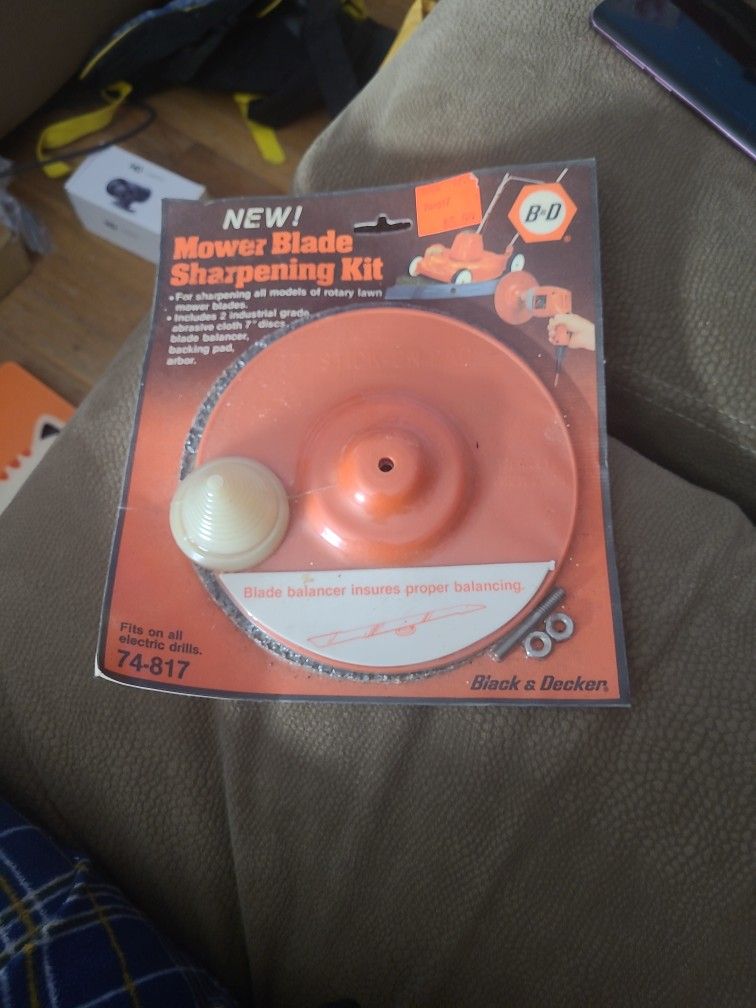 NEW!
Mower Blade
Sharpening Kit
• For sharpening all models of rotary lawn
mower blades.
• Includes 2 industrial grade
abrasive cloth 7" discs,
blade balancer,
backing pad,
arbor.
B&D
Blade balancer insures proper balancing.
Fits on all
electric drills.
74-817
Black & Decker®